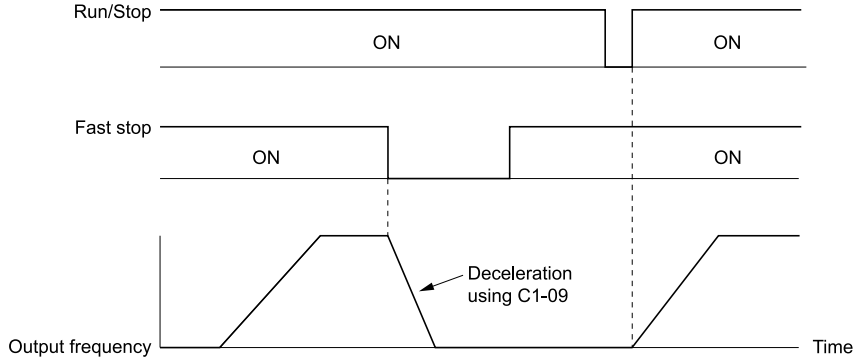 Run/Stop
ON
ON
Fast stop
ON
ON
Deceleration
using C1-09
Output frequency
Time